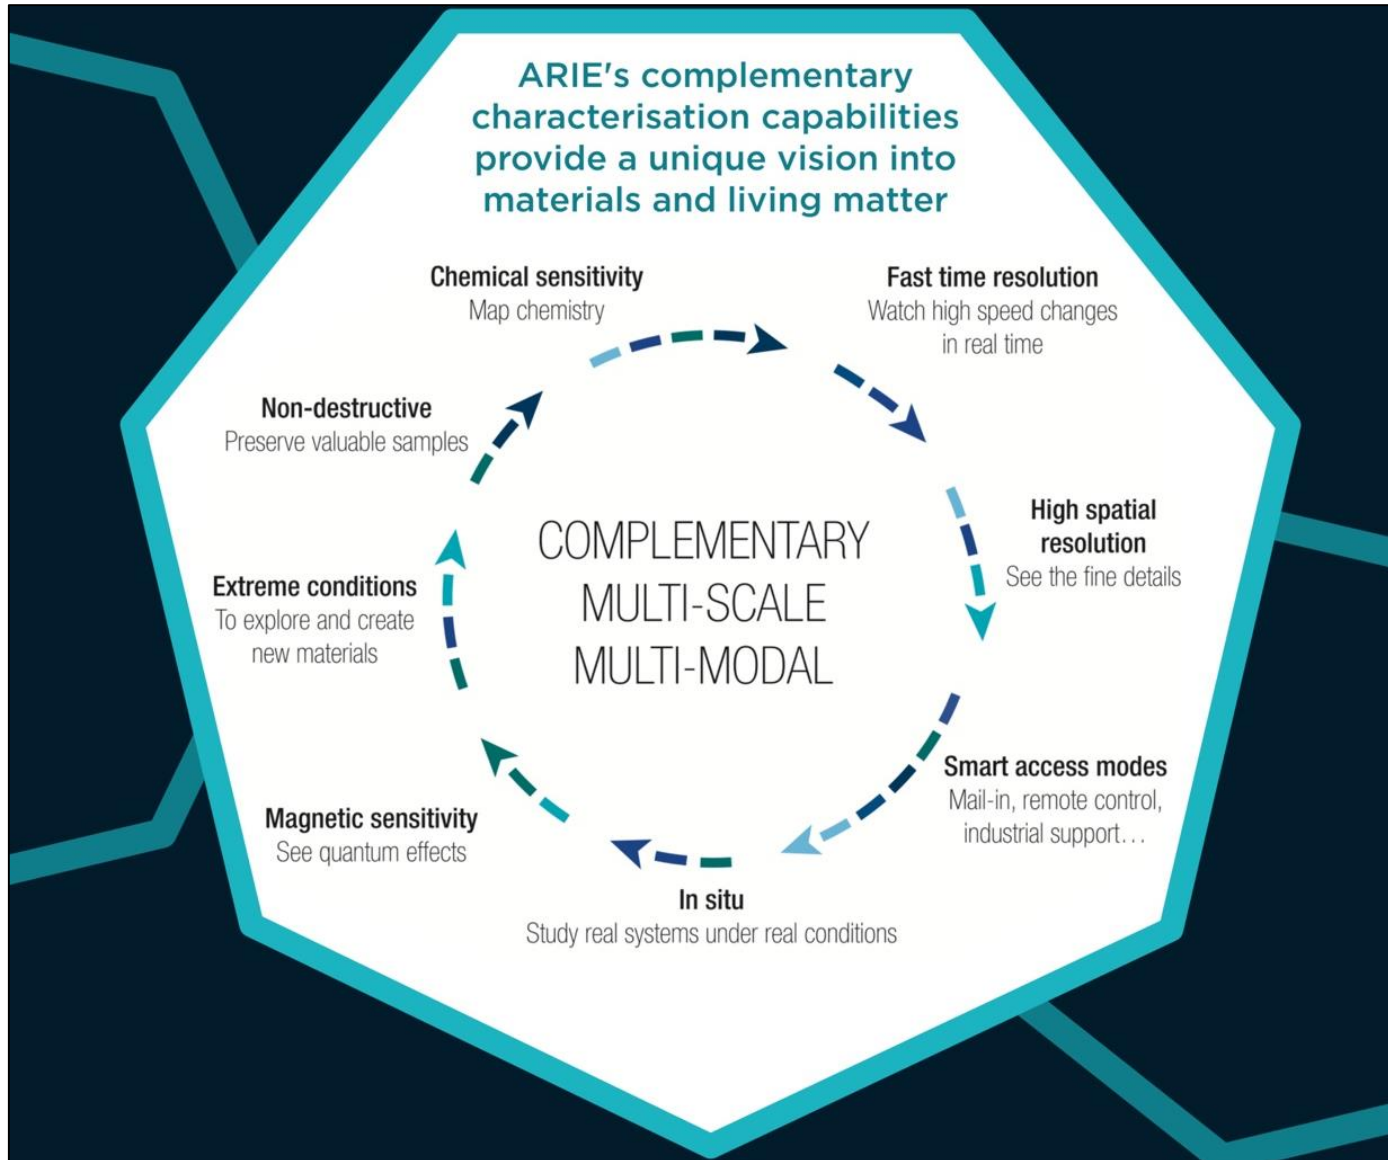 ARIE's complementary
characterisation capabilities
provide a unique vision into
materials and living matter
Chemical sensitivity
Map chemistry
Fast time resolution
Watch high speed changes
in real time
Non-destructive
Preserve valuable samples
High spatial
resolution
See the fine details
COMPLEMENTARY
MULTI-SCALE
MULTI-MODAL
Extreme conditions
To explore and create
new materials
Smart access modes
Mail-in, remote control,
industrial support…
Magnetic sensitivity
See quantum effects
In situ
Study real systems under real conditions